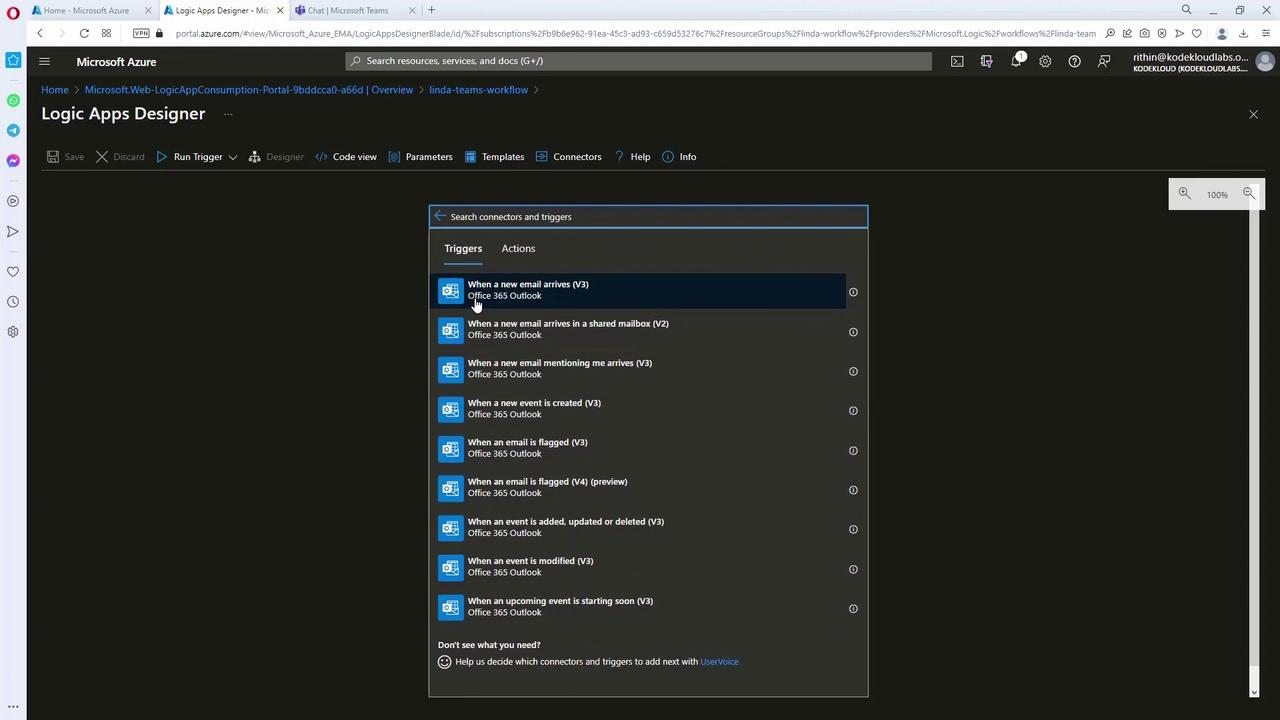 Home - Microsoft Azure
Logic Apps Designer - Mic
Chat | Microsoft Teams
VPN
portal.azure.com/#view/Microsoft_Azure_EMA/LogicAppsDesignerBlade/id/%2Fsubscriptions%2Fb9b6e962-91ea-45c3-ad93-c659d53276c7%2FresourceGroups%2Flinda-workflow%2Fproviders%2FMicrosoft.Logic%2Fworkflows%2Flinda-team
Microsoft Azure
Search resources, services, and docs (G+/)
1
rithin@kodekloudlabs.o...
KODEKLOUD (KODEKLOUDLABS.O...
Home > Microsoft.Web-LogicAppConsumption-Portal-9bddcca0-a66d | Overview > linda-teams-workflow >
Logic Apps Designer ...
Save Discard Run Trigger Designer Code view Parameters Templates Connectors Help Info
100%
Search connectors and triggers
Triggers Actions
When a new email arrives (V3)
Office 365 Outlook
When a new email arrives in a shared mailbox (V2)
Office 365 Outlook
When a new email mentioning me arrives (V3)
Office 365 Outlook
When a new event is created (V3)
Office 365 Outlook
When an email is flagged (V3)
Office 365 Outlook
When an email is flagged (V4) (preview)
Office 365 Outlook
When an event is added, updated or deleted (V3)
Office 365 Outlook
When an event is modified (V3)
Office 365 Outlook
When an upcoming event is starting soon (V3)
Office 365 Outlook
Don't see what you need?
Help us decide which connectors and triggers to add next with UserVoice